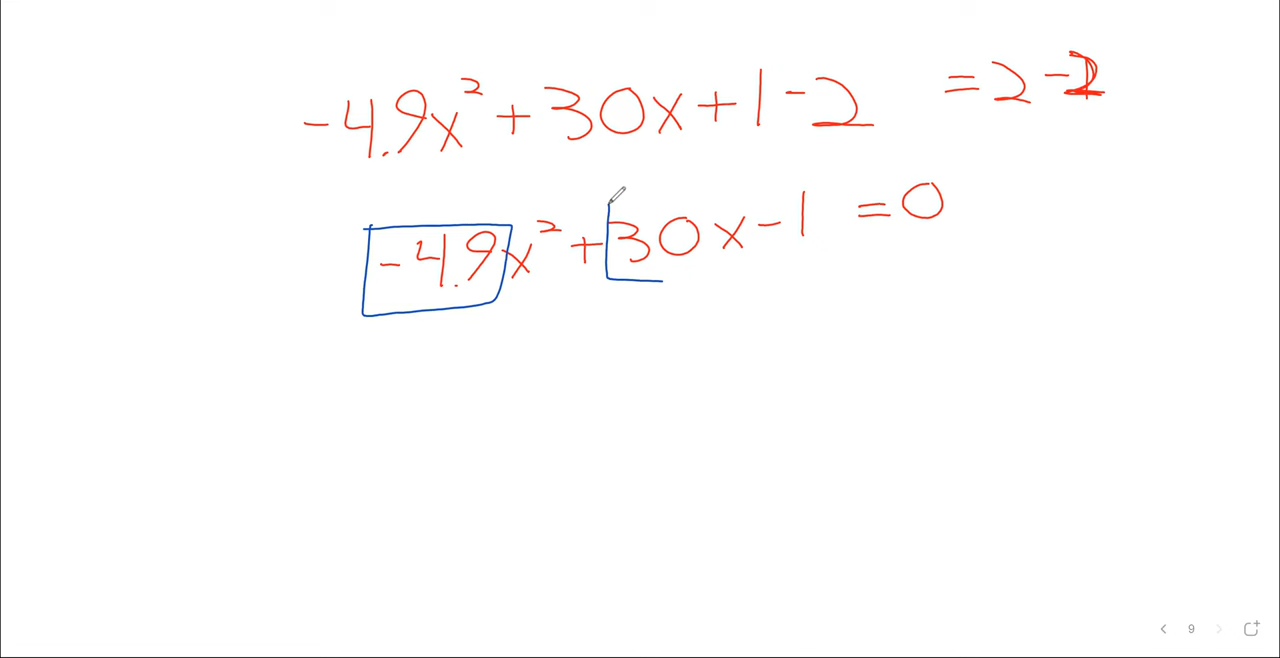 -4.9x² + 30x + 1 - 2 = 2 - 2
-4.9x² + 30x - 1 = 0
9